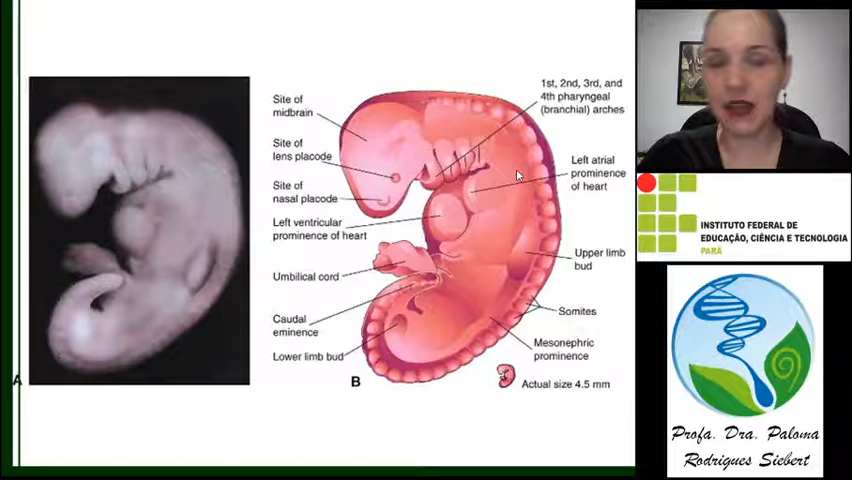 Site of
midbrain
Site of
lens placode
Site of
nasal placode
Left ventricular
prominence of heart
Umbilical cord
Caudal
eminence
Lower limb bud
1st, 2nd, 3rd, and
4th pharyngeal
(branchial) arches
Left atrial
prominence
of heart
Upper limb
bud
Somites
Mesonephric
prominence
A
B
Actual size 4.5 mm
INSTITUTO FEDERAL DE
EDUCAÇÃO, CIÊNCIA E TECNOLOGIA
PARÁ
Profa. Dra. Paloma
Rodrigues Siebert